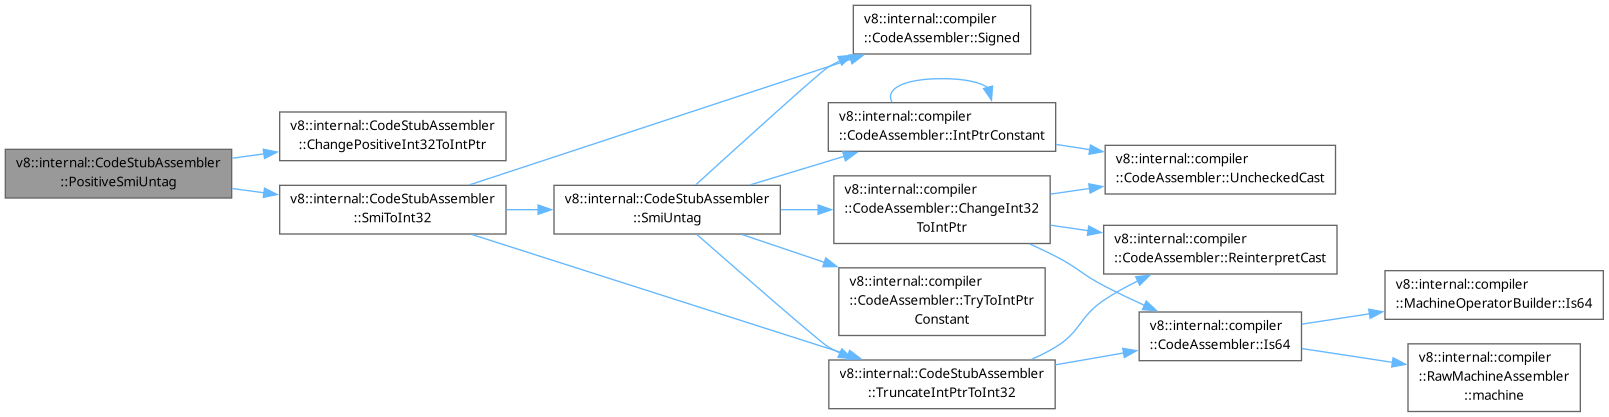 v8::internal::CodeStubAssembler
::PositiveSmiUntag
v8::internal::CodeStubAssembler
::ChangePositiveInt32ToIntPtr
v8::internal::CodeStubAssembler
::SmiToInt32
v8::internal::CodeStubAssembler
::SmiUntag
v8::internal::compiler
::CodeAssembler::Signed
v8::internal::compiler
::CodeAssembler::IntPtrConstant
v8::internal::compiler
::CodeAssembler::ChangeInt32
ToIntPtr
v8::internal::compiler
::CodeAssembler::TryToIntPtr
Constant
v8::internal::CodeStubAssembler
::TruncateIntPtrToInt32
v8::internal::compiler
::CodeAssembler::UncheckedCast
v8::internal::compiler
::CodeAssembler::ReinterpretCast
v8::internal::compiler
::CodeAssembler::Is64
v8::internal::compiler
::MachineOperatorBuilder::Is64
v8::internal::compiler
::RawMachineAssembler
::machine